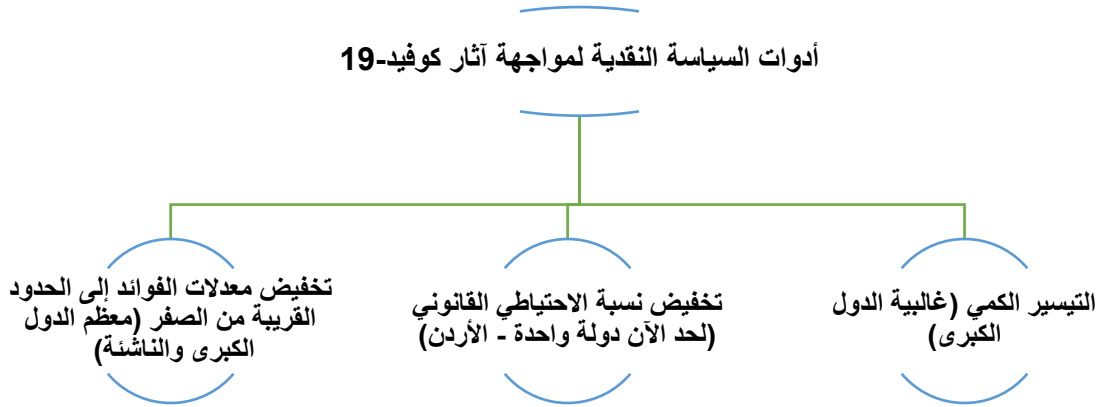 أدوات السياسة النقدية لمواجهة آثار كوفيد-19
التيسير الكمي (غالبية الدول
الكبرى)
تخفيض نسبة الاحتياطي القانوني
(لحد الآن دولة واحدة - الأردن)
تخفيض معدلات الفوائد إلى الحدود
القريبة من الصفر (معظم الدول
الكبرى والناشئة)